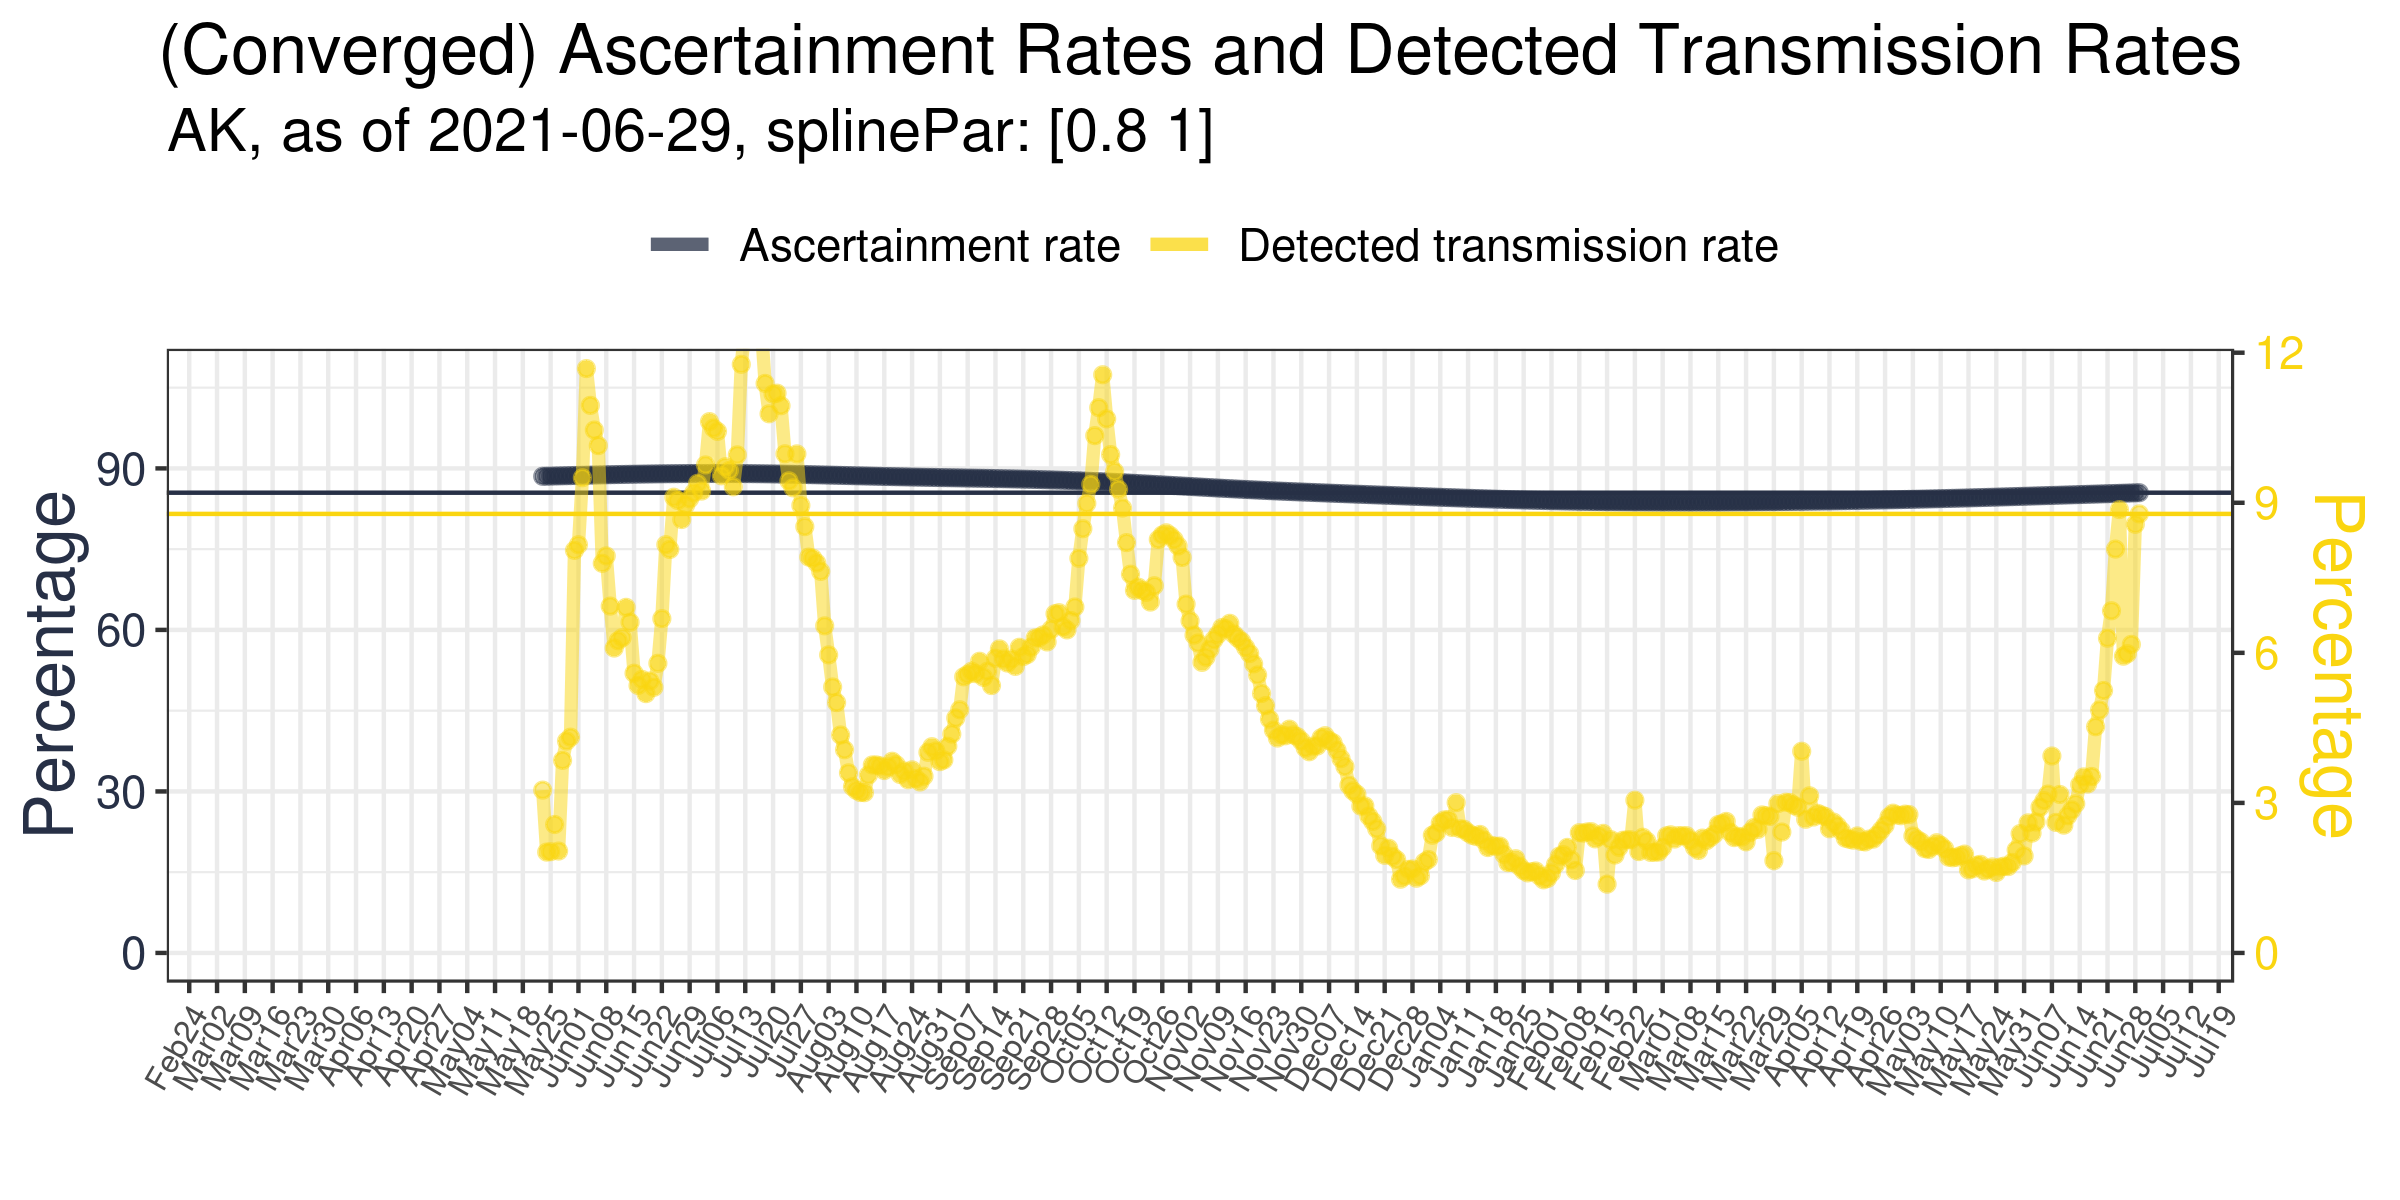 (Converged) Ascertainment Rates and Detected Transmission Rates
AK, as of 2021-06-29, splinePar: [0.8 1]
Ascertainment rate
Detected transmission rate
Percentage
90
60
30
0
12
9
6
3
0
Percentage
Feb24
Mar02
Mar09
Mar16
Mar23
Mar30
Apr06
Apr13
Apr20
Apr27
May04
May11
May18
May25
Jun01
Jun08
Jun15
Jun22
Jun29
Jul06
Jul13
Jul20
Jul27
Aug03
Aug10
Aug17
Aug24
Aug31
Sep07
Sep14
Sep21
Sep28
Oct05
Oct12
Oct19
Oct26
Nov02
Nov09
Nov16
Nov23
Nov30
Dec07
Dec14
Dec21
Dec28
Jan04
Jan11
Jan18
Jan25
Feb01
Feb08
Feb15
Feb22
Mar01
Mar08
Mar15
Mar22
Mar29
Apr05
Apr12
Apr19
Apr26
May03
May10
May17
May24
May31
Jun07
Jun14
Jun21
Jun28
Jul05
Jul12
Jul19